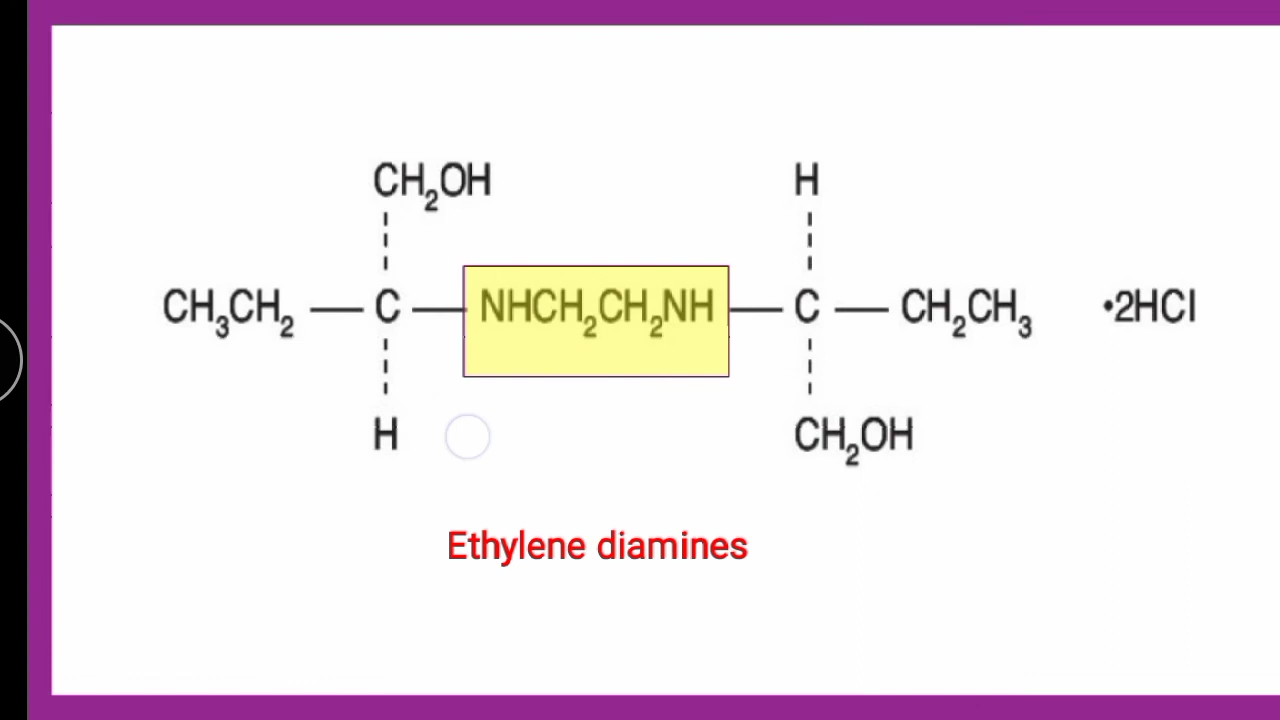 CH₂OH H
CH₃CH₂ — C — NHCH₂CH₂NH — C — CH₂CH₃ •2HCl
H CH₂OH
Ethylene diamines